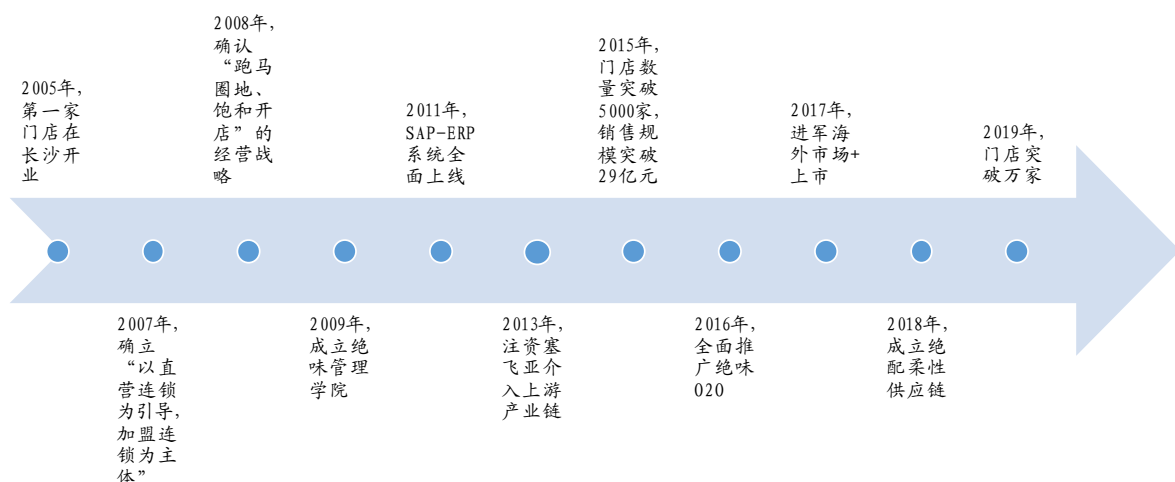 2005年，
第一家
门店在
长沙开
业
2007年，
确立
“以直
营连锁
为引导，
加盟连
锁为主
体”
2008年，
确认
“跑马
圈地、
饱和开
店”的
经营战
略
2009年，
成立绝
味管理
学院
2011年，
SAP-ERP
系统全
面上线
2013年，
注资塞
飞亚介
入上游
产业链
2015年，
门店数
量突破
5000家，
销售规
模突破
29亿元
2016年，
全面推
广绝味
O2O
2017年，
进军海
外市场+
上市
2018年，
成立绝
配柔性
供应链
2019年，
门店突
破万家